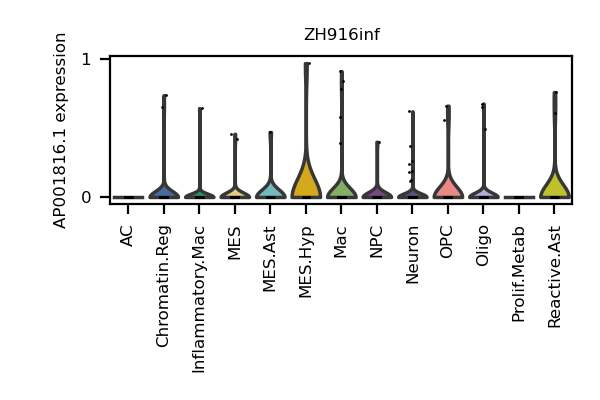 ZH916inf
AP001816.1 expression
1
0
AC
Chromatin.Reg
Inflammatory.Mac
MES
MES.Ast
MES.Hyp
Mac
NPC
Neuron
OPC
Oligo
Prolif.Metab
Reactive.Ast